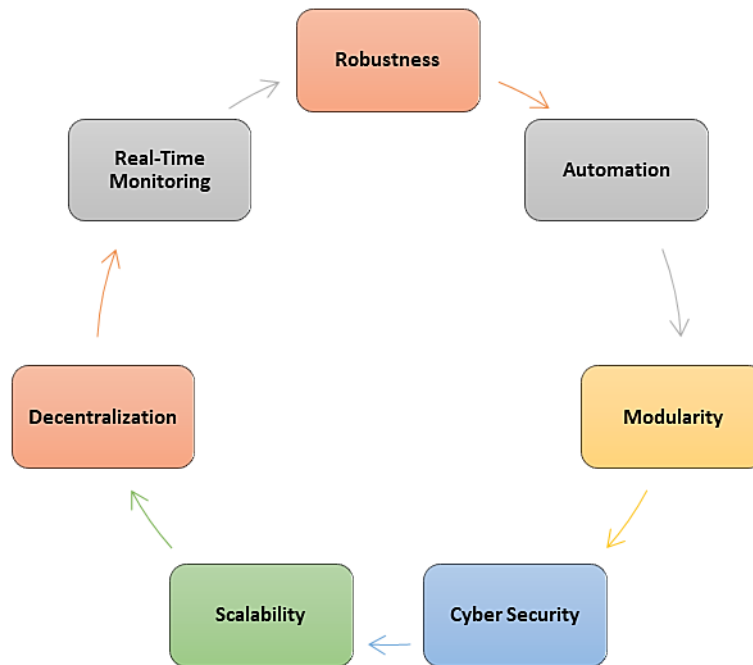 Robustness
Automation
Modularity
Cyber Security
Scalability
Decentralization
Real-Time
Monitoring